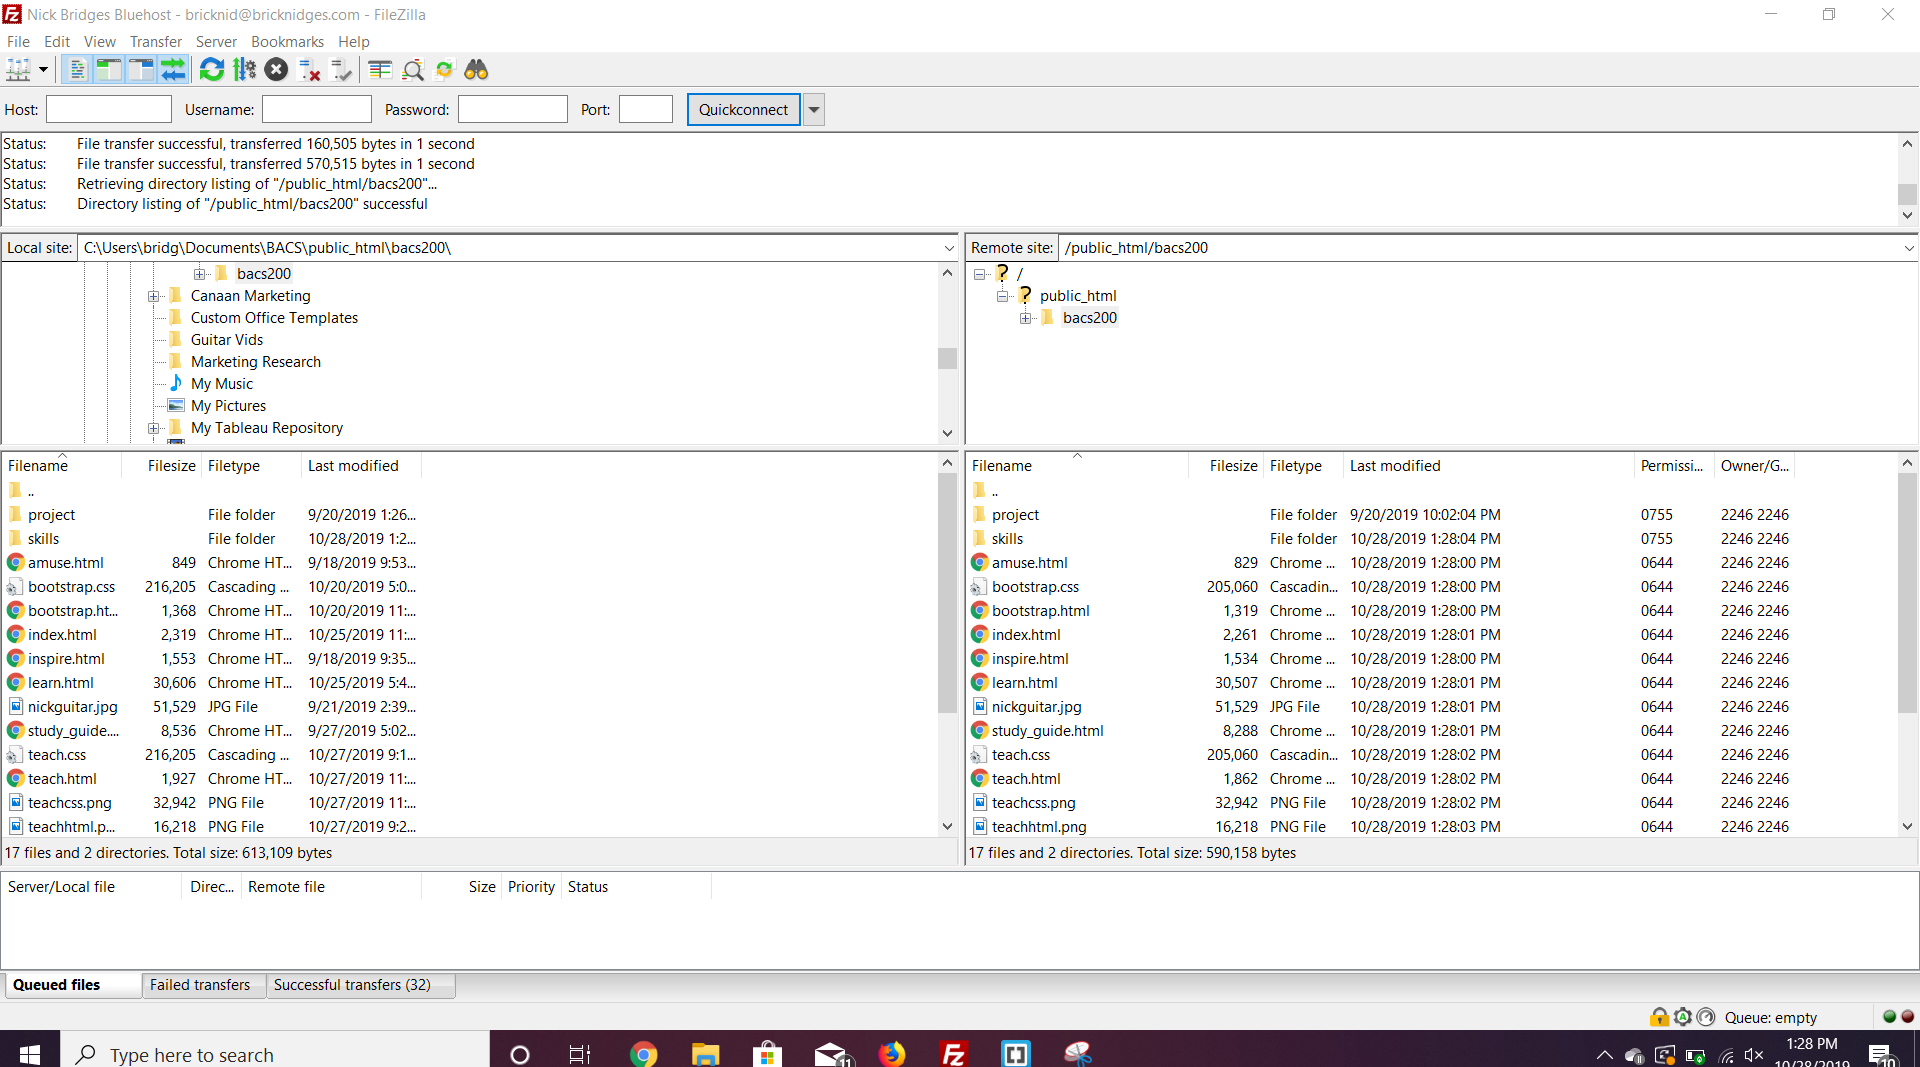 Nick Bridges Bluehost - bricknid@bricknidges.com - FileZilla
File Edit View Transfer Server Bookmarks Help
Host: Username: Password: Port: Quickconnect
Status: File transfer successful, transferred 160,505 bytes in 1 second
Status: File transfer successful, transferred 570,515 bytes in 1 second
Status: Retrieving directory listing of "/public_html/bacs200"...
Status: Directory listing of "/public_html/bacs200" successful
Local site: C:\Users\bridg\Documents\BACS\public_html\bacs200\
bacs200
Canaan Marketing
Custom Office Templates
Guitar Vids
Marketing Research
My Music
My Pictures
My Tableau Repository
Remote site: /public_html/bacs200
/
public_html
bacs200
Filename Filesize Filetype Last modified
..
project File folder 9/20/2019 1:26...
skills File folder 10/28/2019 1:2...
amuse.html 849 Chrome HT... 9/18/2019 9:53...
bootstrap.css 216,205 Cascading ... 10/20/2019 5:0...
bootstrap.ht... 1,368 Chrome HT... 10/20/2019 11:...
index.html 2,319 Chrome HT... 10/25/2019 11:...
inspire.html 1,553 Chrome HT... 9/18/2019 9:35...
learn.html 30,606 Chrome HT... 10/25/2019 5:4...
nickguitar.jpg 51,529 JPG File 9/21/2019 2:39...
study_guide.... 8,536 Chrome HT... 9/27/2019 5:02...
teach.css 216,205 Cascading ... 10/27/2019 9:1...
teach.html 1,927 Chrome HT... 10/27/2019 11:...
teachcss.png 32,942 PNG File 10/27/2019 11:...
teachhtml.p... 16,218 PNG File 10/27/2019 9:2...
17 files and 2 directories. Total size: 613,109 bytes
Filename Filesize Filetype Last modified Permissi... Owner/G...
..
project File folder 9/20/2019 10:02:04 PM 0755 2246 2246
skills File folder 10/28/2019 1:28:04 PM 0755 2246 2246
amuse.html 829 Chrome ... 10/28/2019 1:28:00 PM 0644 2246 2246
bootstrap.css 205,060 Cascadin... 10/28/2019 1:28:00 PM 0644 2246 2246
bootstrap.html 1,319 Chrome ... 10/28/2019 1:28:00 PM 0644 2246 2246
index.html 2,261 Chrome ... 10/28/2019 1:28:01 PM 0644 2246 2246
inspire.html 1,534 Chrome ... 10/28/2019 1:28:00 PM 0644 2246 2246
learn.html 30,507 Chrome ... 10/28/2019 1:28:01 PM 0644 2246 2246
nickguitar.jpg 51,529 JPG File 10/28/2019 1:28:01 PM 0644 2246 2246
study_guide.html 8,288 Chrome ... 10/28/2019 1:28:01 PM 0644 2246 2246
teach.css 205,060 Cascadin... 10/28/2019 1:28:02 PM 0644 2246 2246
teach.html 1,862 Chrome ... 10/28/2019 1:28:02 PM 0644 2246 2246
teachcss.png 32,942 PNG File 10/28/2019 1:28:02 PM 0644 2246 2246
teachhtml.png 16,218 PNG File 10/28/2019 1:28:03 PM 0644 2246 2246
17 files and 2 directories. Total size: 590,158 bytes
Server/Local file Direc... Remote file Size Priority Status
Queued files Failed transfers Successful transfers (32)
Queue: empty
Type here to search
11
1:28 PM
10/28/2019
10